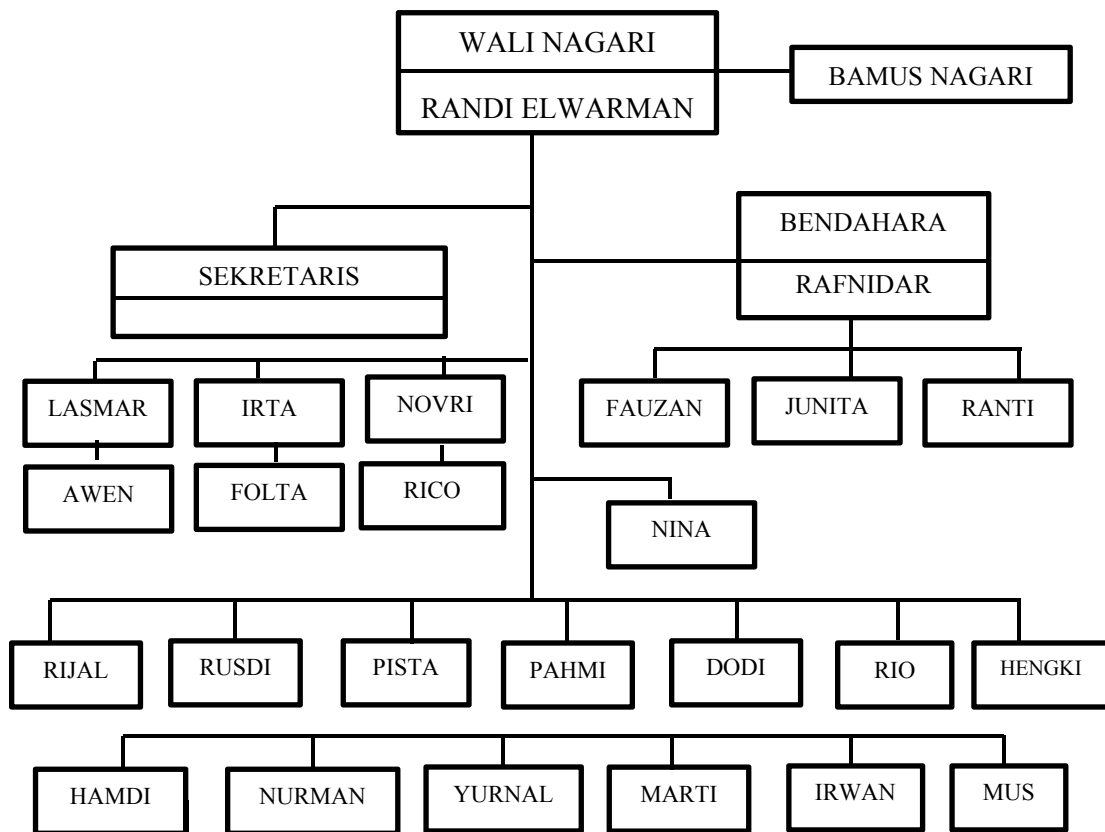 WALI NAGARI
RANDI ELWARMAN
BAMUS NAGARI
SEKRETARIS
BENDAHARA
RAFNIDAR
LASMAR
IRTA
NOVRI
FAUZAN
JUNITA
RANTI
AWEN
FOLTA
RICO
NINA
RIJAL
RUSDI
PISTA
PAHMI
DODI
RIO
HENGKI
HAMDI
NURMAN
YURNAL
MARTI
IRWAN
MUS